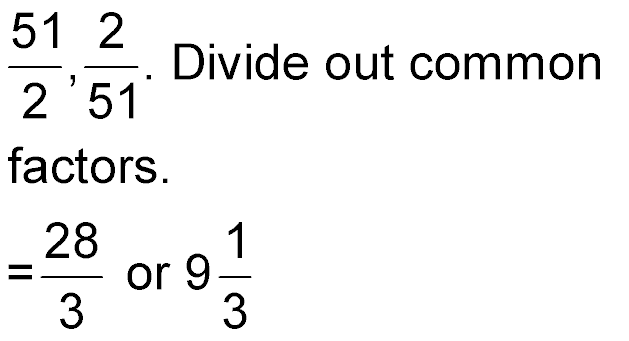 51/2, 2/51. Divide out common
factors.
= 28/3 or 9 1/3